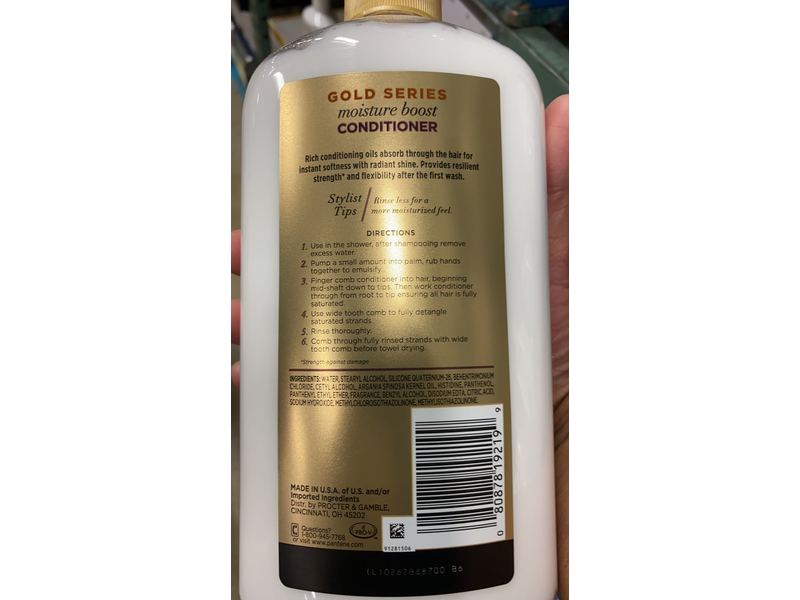 GOLD SERIES
moisture boost
CONDITIONER
Rich conditioning oils absorb through the hair for
instant softness with radiant shine. Provides resilient
strength* and flexibility after the first wash.
Stylist Tips
Rinse less for a
more moisturized feel.
DIRECTIONS
1. Use in the shower, after shampooing remove
excess water.
2. Pump a small amount into palm, rub hands
together to emulsify.
3. Finger comb conditioner into hair, beginning
mid-shaft down to tips. Then work conditioner
through from root to tip ensuring all hair is fully
saturated.
4. Use wide tooth comb to fully detangle
saturated strands.
5. Rinse thoroughly.
6. Comb through fully rinsed strands with wide
tooth comb before towel drying.
*Strength against damage
INGREDIENTS: WATER, STEARYL ALCOHOL, SILICONE QUATERNIUM-26, BEHENTRIMONIUM
CHLORIDE, CETYL ALCOHOL, ARGANIA SPINOSA KERNEL OIL, HISTIDINE, PANTHENOL,
PANTHENYL ETHYL ETHER, FRAGRANCE, BENZYL ALCOHOL, DISODIUM EDTA, CITRIC ACID,
SODIUM HYDROXIDE, METHYLCHLOROISOTHIAZOLINONE, METHYLISOTHIAZOLINONE.
0 80878 19219 9
MADE IN U.S.A. of U.S. and/or
Imported Ingredients
Distr. by PROCTER & GAMBLE,
CINCINNATI, OH 45202
Questions?
1-800-945-7768
or visit www.pantene.com
PRO-V
91281506